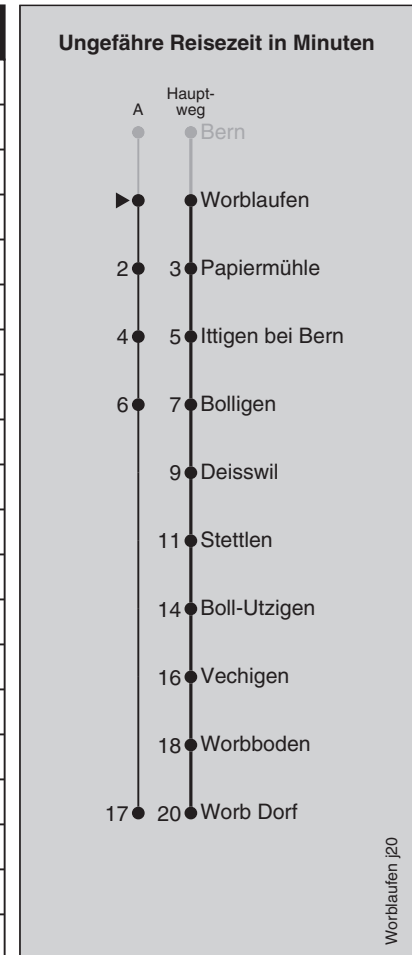 Ungefähre Reisezeit in Minuten
A
Haupt-
weg
Bern
Worblaufen
2 3 Papiermühle
4 5 Ittigen bei Bern
6 7 Bolligen
9 Deisswil
11 Stettlen
14 Boll-Utzigen
16 Vechigen
18 Worbboden
17 20 Worb Dorf
Worblaufen j20